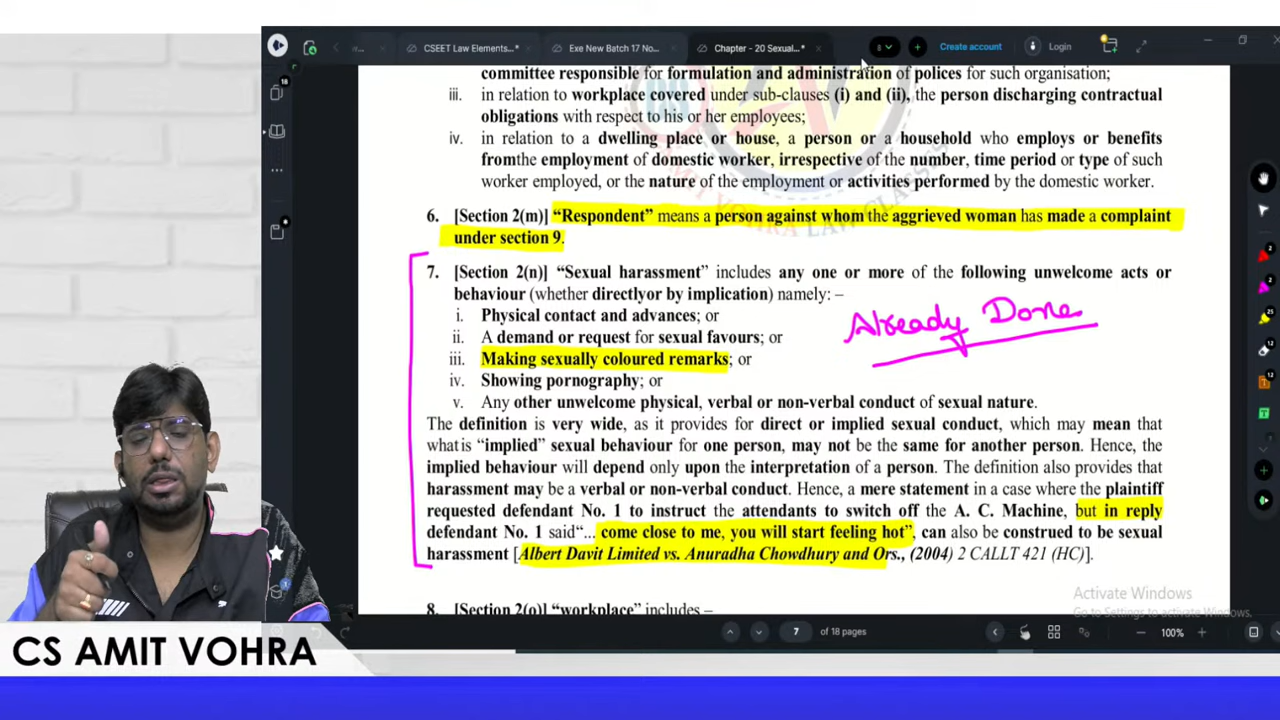 CSEET Law Elements...* × Exe New Batch 17 No... × Chapter - 20 Sexual...* × 8 + Create account Login
committee responsible for formulation and administration of polices for such organisation;
iii. in relation to workplace covered under sub-clauses (i) and (ii), the person discharging contractual
obligations with respect to his or her employees;
iv. in relation to a dwelling place or house, a person or a household who employs or benefits
fromthe employment of domestic worker, irrespective of the number, time period or type of such
worker employed, or the nature of the employment or activities performed by the domestic worker.
6. [Section 2(m)] “Respondent” means a person against whom the aggrieved woman has made a complaint
under section 9.
7. [Section 2(n)] “Sexual harassment” includes any one or more of the following unwelcome acts or
behaviour (whether directlyor by implication) namely: –
i. Physical contact and advances; or
ii. A demand or request for sexual favours; or
iii. Making sexually coloured remarks; or
iv. Showing pornography; or
v. Any other unwelcome physical, verbal or non-verbal conduct of sexual nature.
Already Done
The definition is very wide, as it provides for direct or implied sexual conduct, which may mean that
what is “implied” sexual behaviour for one person, may not be the same for another person. Hence, the
implied behaviour will depend only upon the interpretation of a person. The definition also provides that
harassment may be a verbal or non-verbal conduct. Hence, a mere statement in a case where the plaintiff
requested defendant No. 1 to instruct the attendants to switch off the A. C. Machine, but in reply
defendant No. 1 said“... come close to me, you will start feeling hot”, can also be construed to be sexual
harassment [Albert Davit Limited vs. Anuradha Chowdhury and Ors., (2004) 2 CALLT 421 (HC)].
8. [Section 2(o)] “workplace” includes –
Activate Windows
Go to Settings to activate Windows.
7 of 18 pages 100%
CS AMIT VOHRA